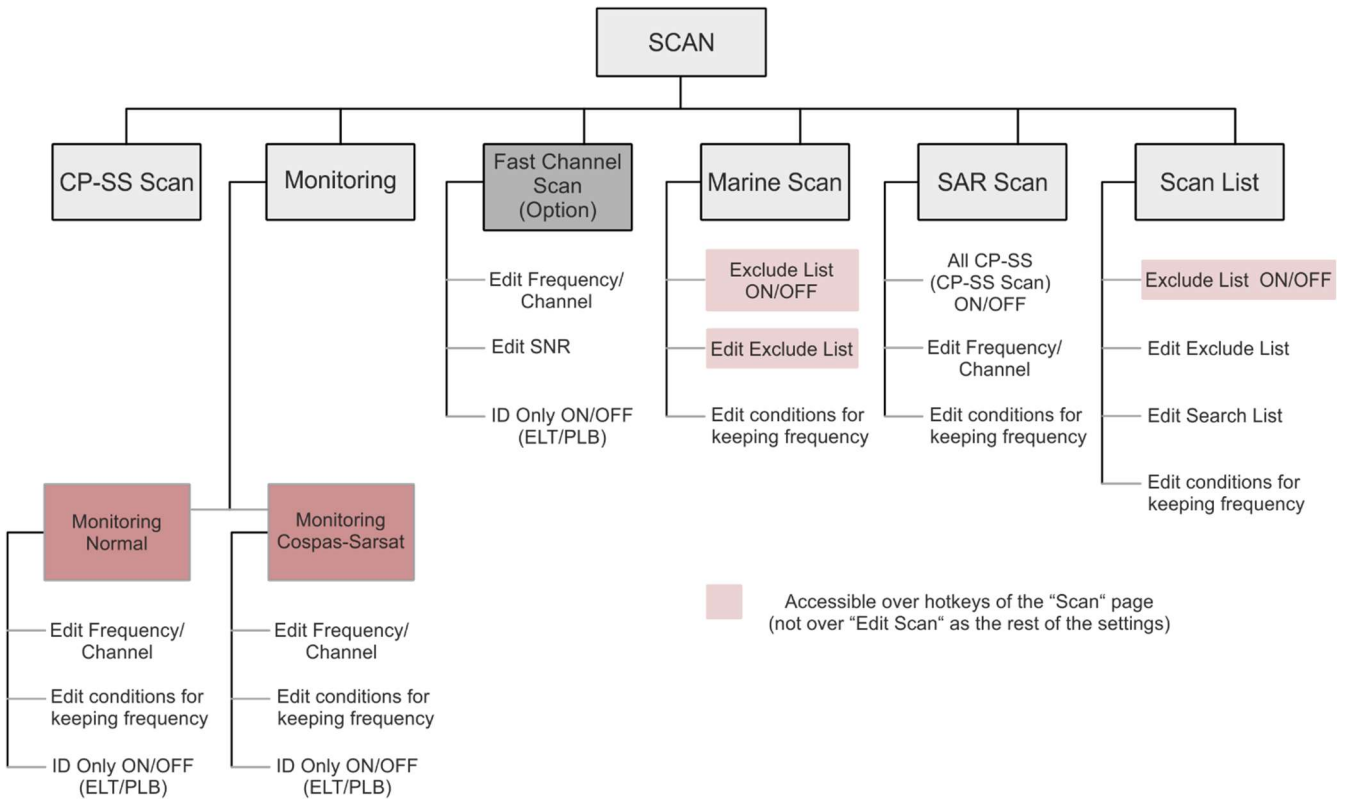 SCAN
CP-SS Scan
Monitoring
Fast Channel
Scan
(Option)
Marine Scan
SAR Scan
Scan List
Edit Frequency/
Channel
Edit SNR
ID Only ON/OFF
(ELT/PLB)
Exclude List
ON/OFF
Edit Exclude List
Edit conditions for
keeping frequency
All CP-SS
(CP-SS Scan)
ON/OFF
Edit Frequency/
Channel
Edit conditions for
keeping frequency
Exclude List  ON/OFF
Edit Exclude List
Edit Search List
Edit conditions for
keeping frequency
Monitoring
Normal
Edit Frequency/
Channel
Edit conditions for
keeping frequency
ID Only ON/OFF
(ELT/PLB)
Monitoring
Cospas-Sarsat
Edit Frequency/
Channel
Edit conditions for
keeping frequency
ID Only ON/OFF
(ELT/PLB)
Accessible over hotkeys of the “Scan“ page
(not over “Edit Scan“ as the rest of the settings)